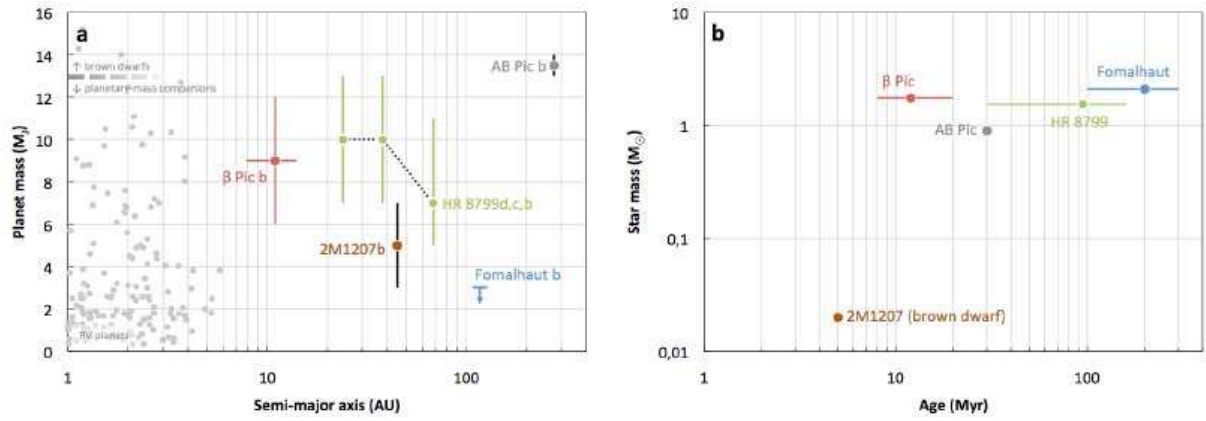 a
16
14
12
10
8
6
4
2
0
Planet mass (MJ)
↑ brown dwarfs
↓ planetary-mass companions
AB Pic b
β Pic b
HR 8799d,c,b
2M1207b
Fomalhaut b
RV planets
1
10
100
Semi-major axis (AU)
b
10
1
0,1
0,01
Star mass (M☉)
β Pic
Fomalhaut
AB Pic
HR 8799
2M1207 (brown dwarf)
1
10
100
Age (Myr)